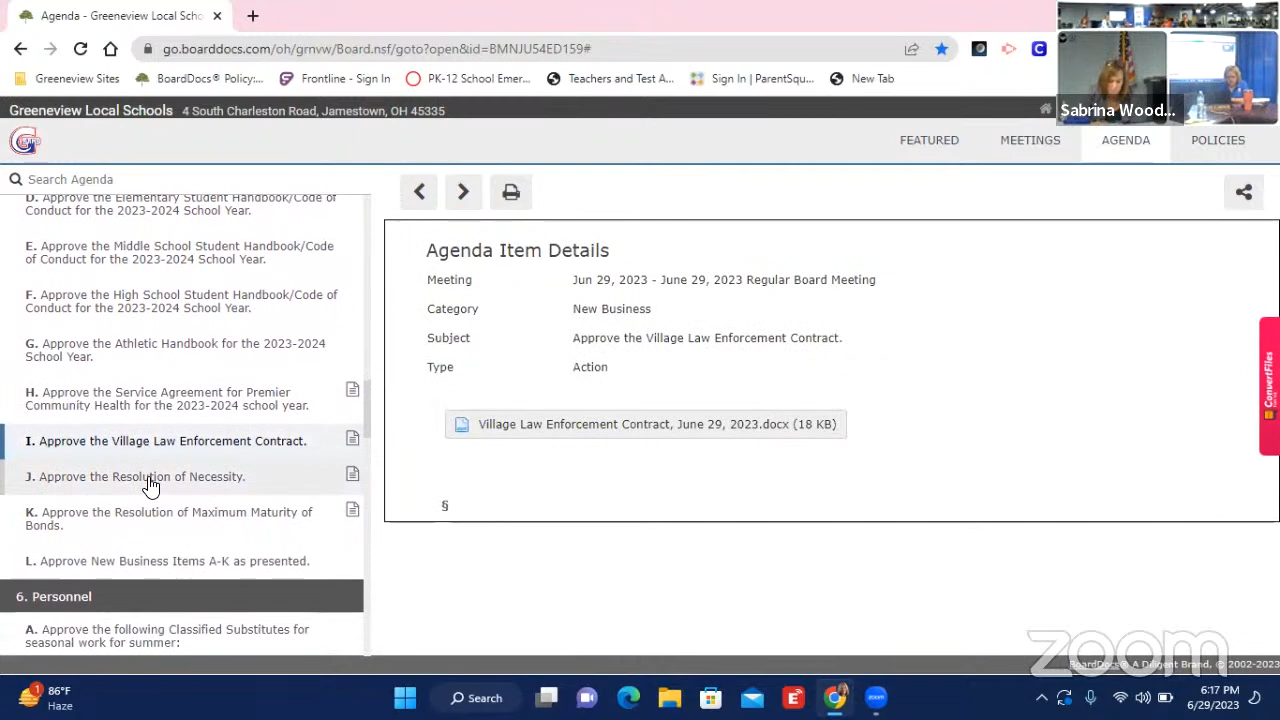 Agenda - Greeneview Local Scho
go.boarddocs.com/oh/grnvw/Board.nsf/goto?open&id=BMNJU54ED159#
Greeneview Sites
BoardDocs® Policy:...
Frontline - Sign In
PK-12 School Emer...
Teachers and Test A...
Sign In | ParentSqu...
New Tab
Sabrina Wood...
Greeneview Local Schools 4 South Charleston Road, Jamestown, OH 45335
FEATURED
MEETINGS
AGENDA
POLICIES
Search Agenda
D. Approve the Elementary Student Handbook/Code of
Conduct for the 2023-2024 School Year.
E. Approve the Middle School Student Handbook/Code
of Conduct for the 2023-2024 School Year.
F. Approve the High School Student Handbook/Code of
Conduct for the 2023-2024 School Year.
G. Approve the Athletic Handbook for the 2023-2024
School Year.
H. Approve the Service Agreement for Premier
Community Health for the 2023-2024 school year.
I. Approve the Village Law Enforcement Contract.
J. Approve the Resolution of Necessity.
K. Approve the Resolution of Maximum Maturity of
Bonds.
L. Approve New Business Items A-K as presented.
6. Personnel
A. Approve the following Classified Substitutes for
seasonal work for summer:
Agenda Item Details
Meeting Jun 29, 2023 - June 29, 2023 Regular Board Meeting
Category New Business
Subject Approve the Village Law Enforcement Contract.
Type Action
Village Law Enforcement Contract, June 29, 2023.docx (18 KB)
§
ConvertFiles
zoom
BoardDocs® A Diligent Brand, © 2002-2023
1
86°F
Haze
Search
zoom
6:17 PM
6/29/2023